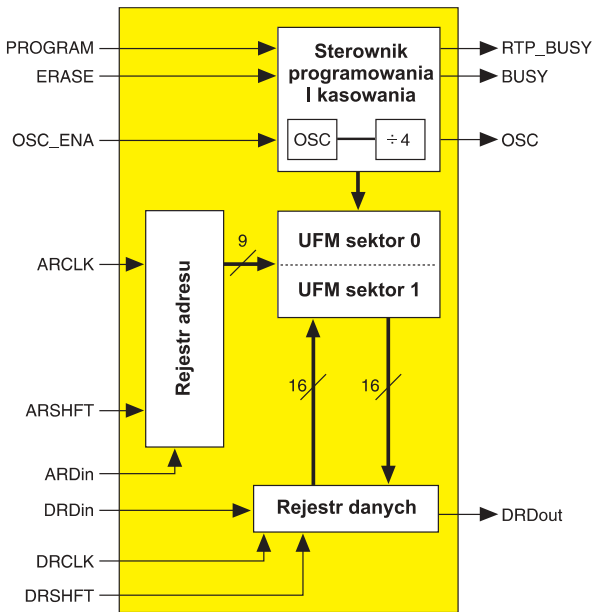 PROGRAM
ERASE
OSC_ENA
Sterownik
programowania
I kasowania
OSC
÷4
RTP_BUSY
BUSY
OSC
ARCLK
ARSHFT
ARDin
Rejestr adresu
9
UFM sektor 0
UFM sektor 1
16
16
DRDin
DRCLK
DRSHFT
Rejestr danych
DRDout